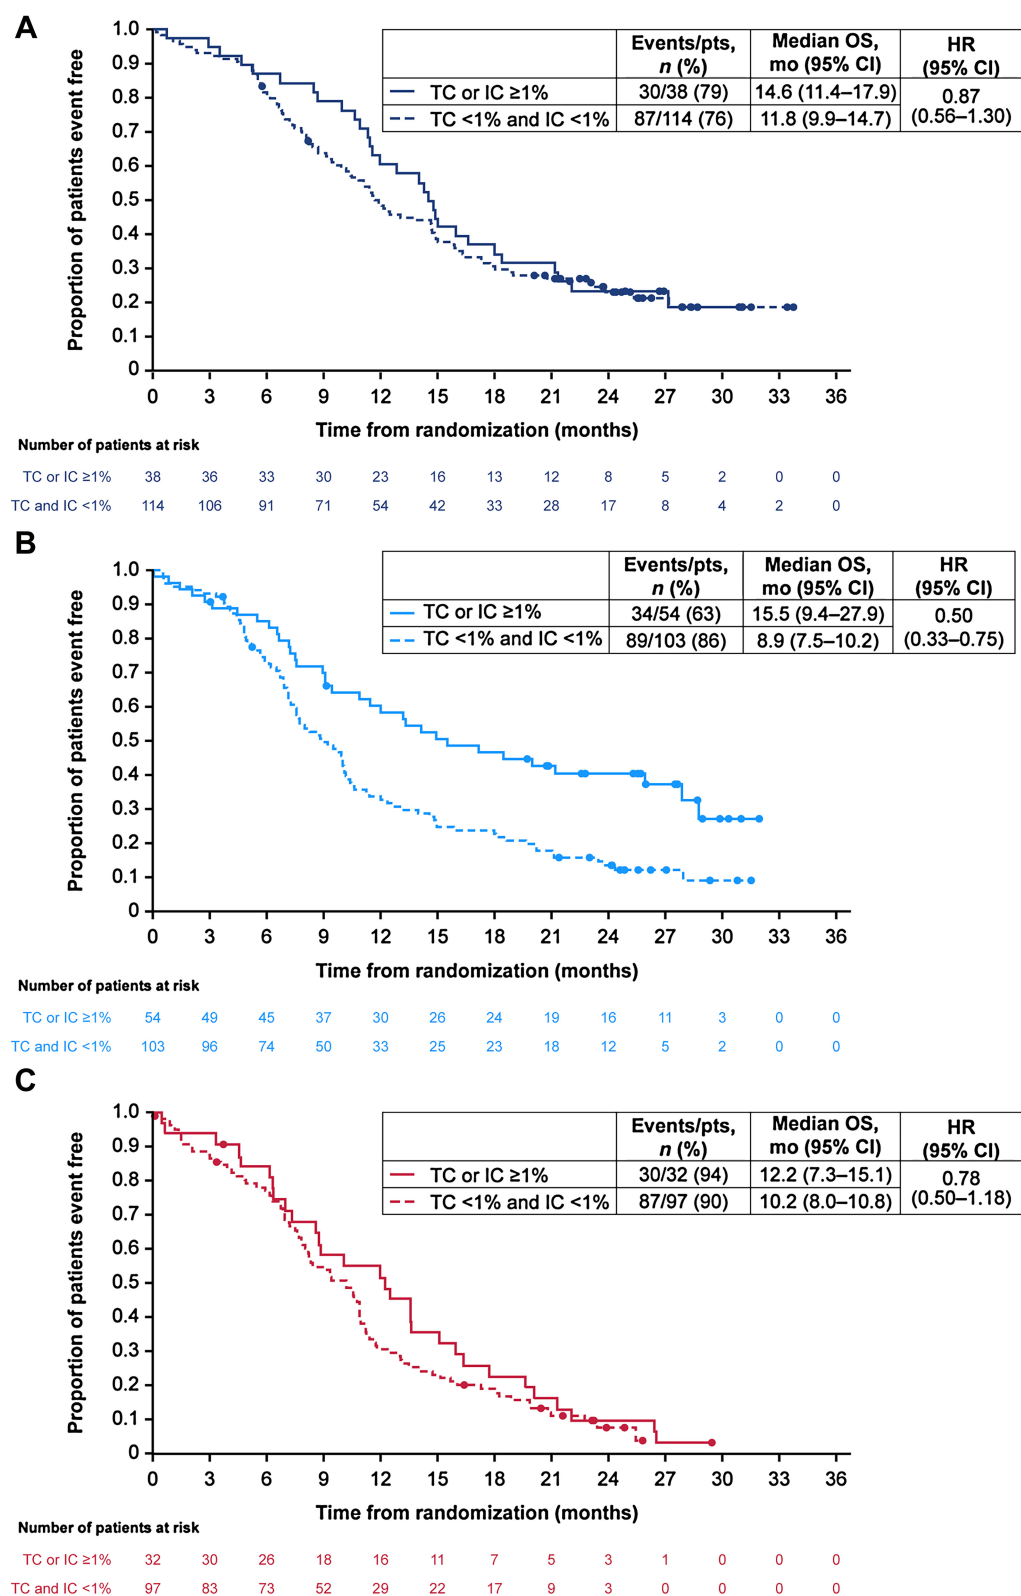 A
Events/pts, Median OS, HR
n (%) mo (95% CI) (95% CI)
TC or IC ≥1% 30/38 (79) 14.6 (11.4–17.9) 0.87
TC <1% and IC <1% 87/114 (76) 11.8 (9.9–14.7) (0.56–1.30)
Proportion of patients event free
1.0
0.9
0.8
0.7
0.6
0.5
0.4
0.3
0.2
0.1
0
0 3 6 9 12 15 18 21 24 27 30 33 36
Time from randomization (months)
Number of patients at risk
TC or IC ≥1% 38 36 33 30 23 16 13 12 8 5 2 0 0
TC and IC <1% 114 106 91 71 54 42 33 28 17 8 4 2 0
B
Events/pts, Median OS, HR
n (%) mo (95% CI) (95% CI)
TC or IC ≥1% 34/54 (63) 15.5 (9.4–27.9) 0.50
TC <1% and IC <1% 89/103 (86) 8.9 (7.5–10.2) (0.33–0.75)
Proportion of patients event free
1.0
0.9
0.8
0.7
0.6
0.5
0.4
0.3
0.2
0.1
0
0 3 6 9 12 15 18 21 24 27 30 33 36
Time from randomization (months)
Number of patients at risk
TC or IC ≥1% 54 49 45 37 30 26 24 19 16 11 3 0 0
TC and IC <1% 103 96 74 50 33 25 23 18 12 5 2 0 0
C
Events/pts, Median OS, HR
n (%) mo (95% CI) (95% CI)
TC or IC ≥1% 30/32 (94) 12.2 (7.3–15.1) 0.78
TC <1% and IC <1% 87/97 (90) 10.2 (8.0–10.8) (0.50–1.18)
Proportion of patients event free
1.0
0.9
0.8
0.7
0.6
0.5
0.4
0.3
0.2
0.1
0
0 3 6 9 12 15 18 21 24 27 30 33 36
Time from randomization (months)
Number of patients at risk
TC or IC ≥1% 32 30 26 18 16 11 7 5 3 1 0 0 0
TC and IC <1% 97 83 73 52 29 22 17 9 3 0 0 0 0